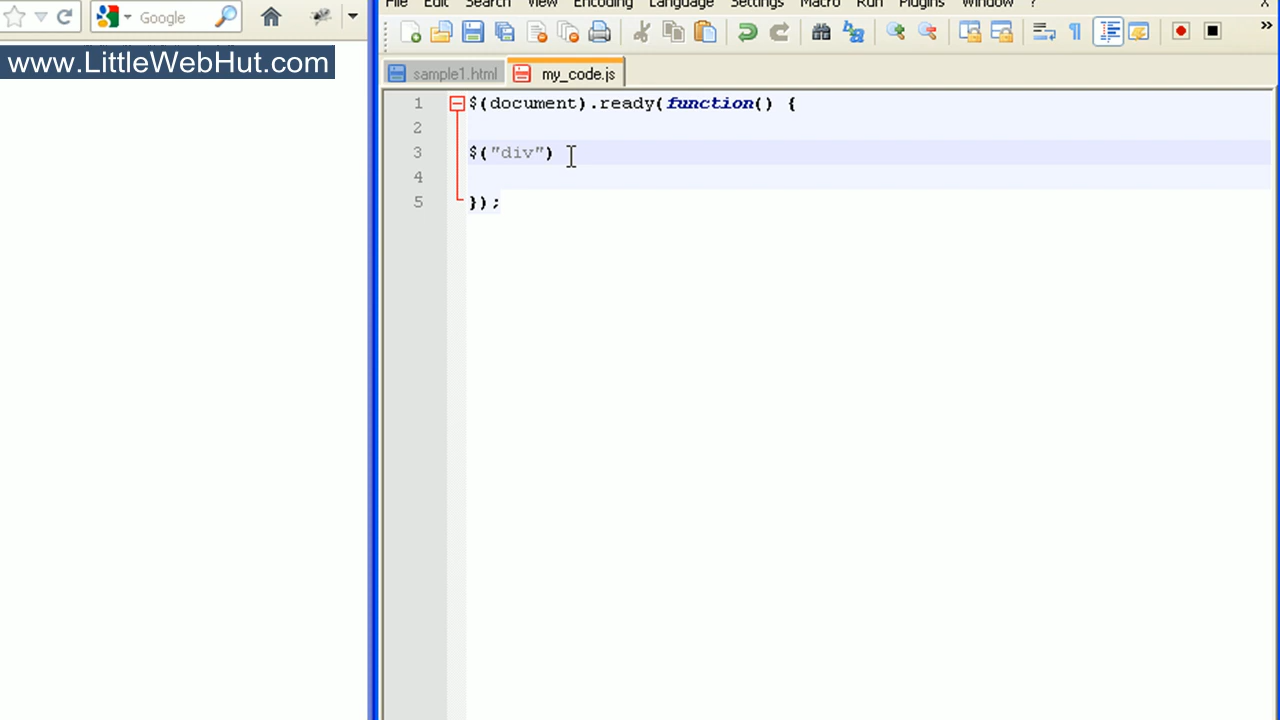 File Edit Search View Encoding Language Settings Macro Run Plugins Window ? X
Google
www.LittleWebHut.com
sample1.html my_code.js
1 $(document).ready(function() {
2
3 $("div")
4
5 });